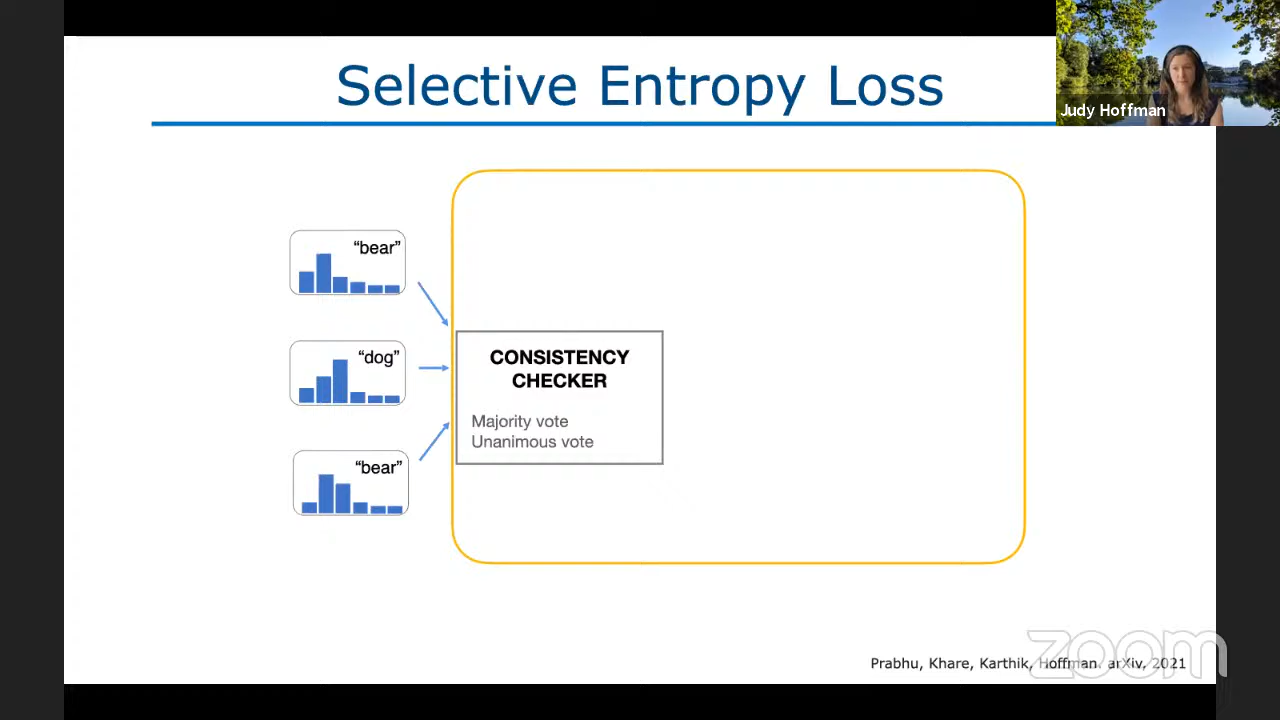 Selective Entropy Loss
Judy Hoffman
“bear”
“dog”
“bear”
CONSISTENCY
CHECKER
Majority vote
Unanimous vote
Prabhu, Khare, Karthik, Hoffman. arXiv, 2021
zoom